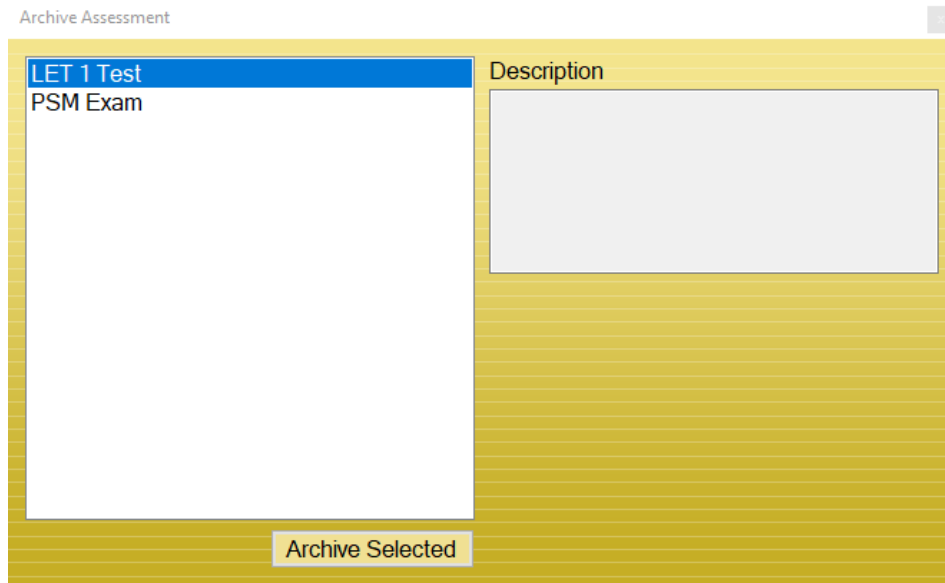 Archive Assessment
LET 1 Test
PSM Exam
Description
Archive Selected